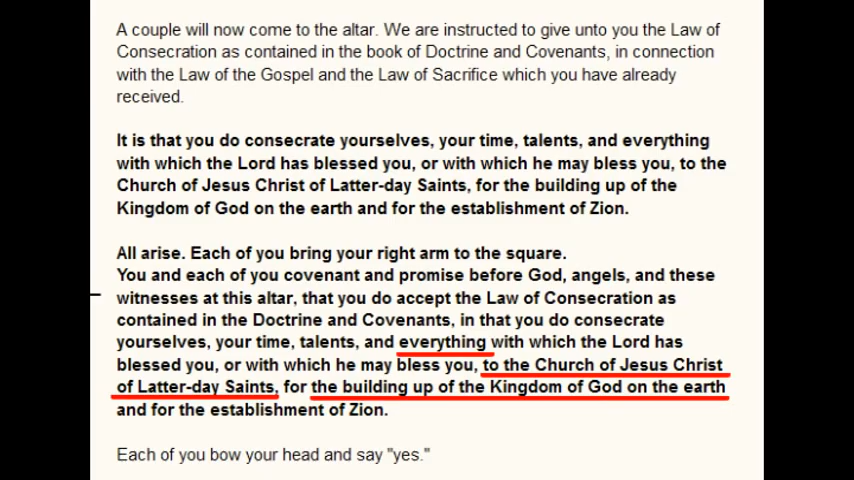 A couple will now come to the altar. We are instructed to give unto you the Law of
Consecration as contained in the book of Doctrine and Covenants, in connection
with the Law of the Gospel and the Law of Sacrifice which you have already
received.
It is that you do consecrate yourselves, your time, talents, and everything
with which the Lord has blessed you, or with which he may bless you, to the
Church of Jesus Christ of Latter-day Saints, for the building up of the
Kingdom of God on the earth and for the establishment of Zion.
All arise. Each of you bring your right arm to the square.
You and each of you covenant and promise before God, angels, and these
witnesses at this altar, that you do accept the Law of Consecration as
contained in the Doctrine and Covenants, in that you do consecrate
yourselves, your time, talents, and everything with which the Lord has
blessed you, or with which he may bless you, to the Church of Jesus Christ
of Latter-day Saints, for the building up of the Kingdom of God on the earth
and for the establishment of Zion.
Each of you bow your head and say "yes."